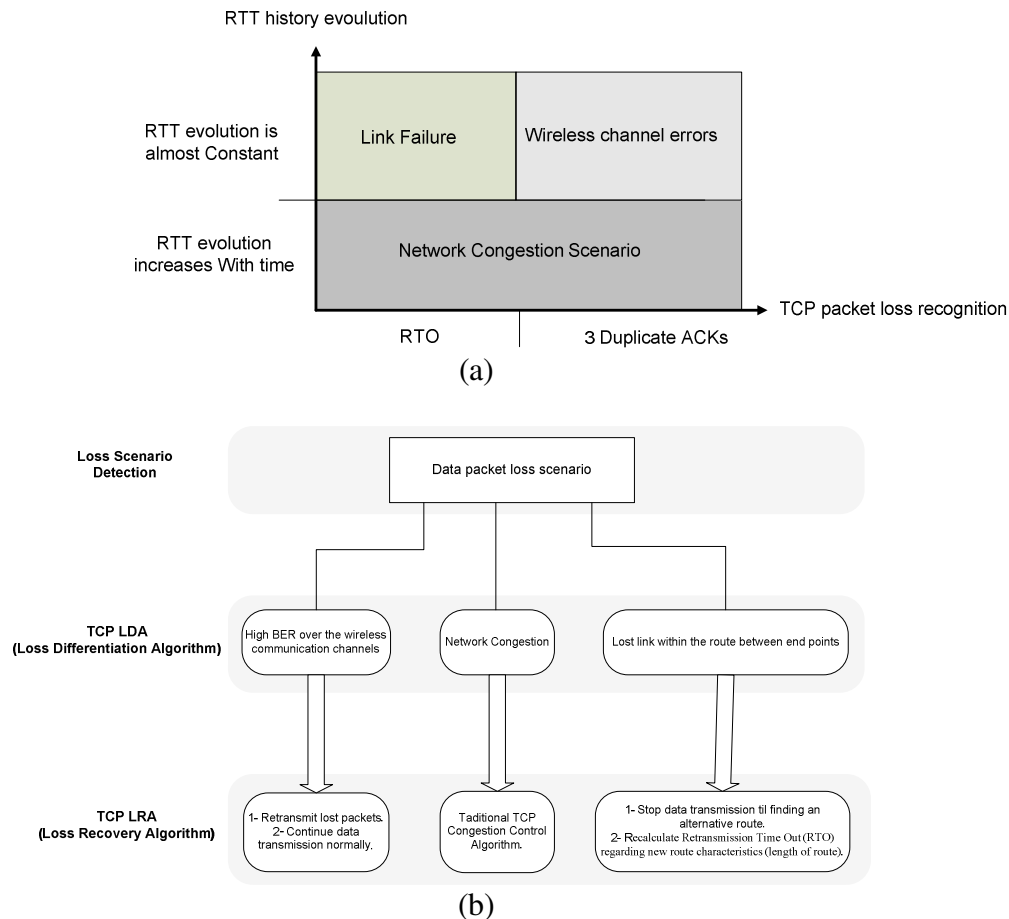 RTT history evoulution
RTT evolution is
almost Constant
Link Failure
Wireless channel errors
RTT evolution
increases With time
Network Congestion Scenario
TCP packet loss recognition
RTO
3 Duplicate ACKs
(a)
Loss Scenario
Detection
Data packet loss scenario
TCP LDA
(Loss Differentiation Algorithm)
High BER over the wireless
communication channels
Network Congestion
Lost link within the route between end points
TCP LRA
(Loss Recovery Algorithm)
1- Retransmit lost packets.
2- Continue data
transmission normally.
Taditional TCP
Congestion Control
Algorithm.
1- Stop data transmission til finding an
alternative route.
2- Recalculate Retransmission Time Out (RTO)
regarding new route characteristics (length of route).
(b)